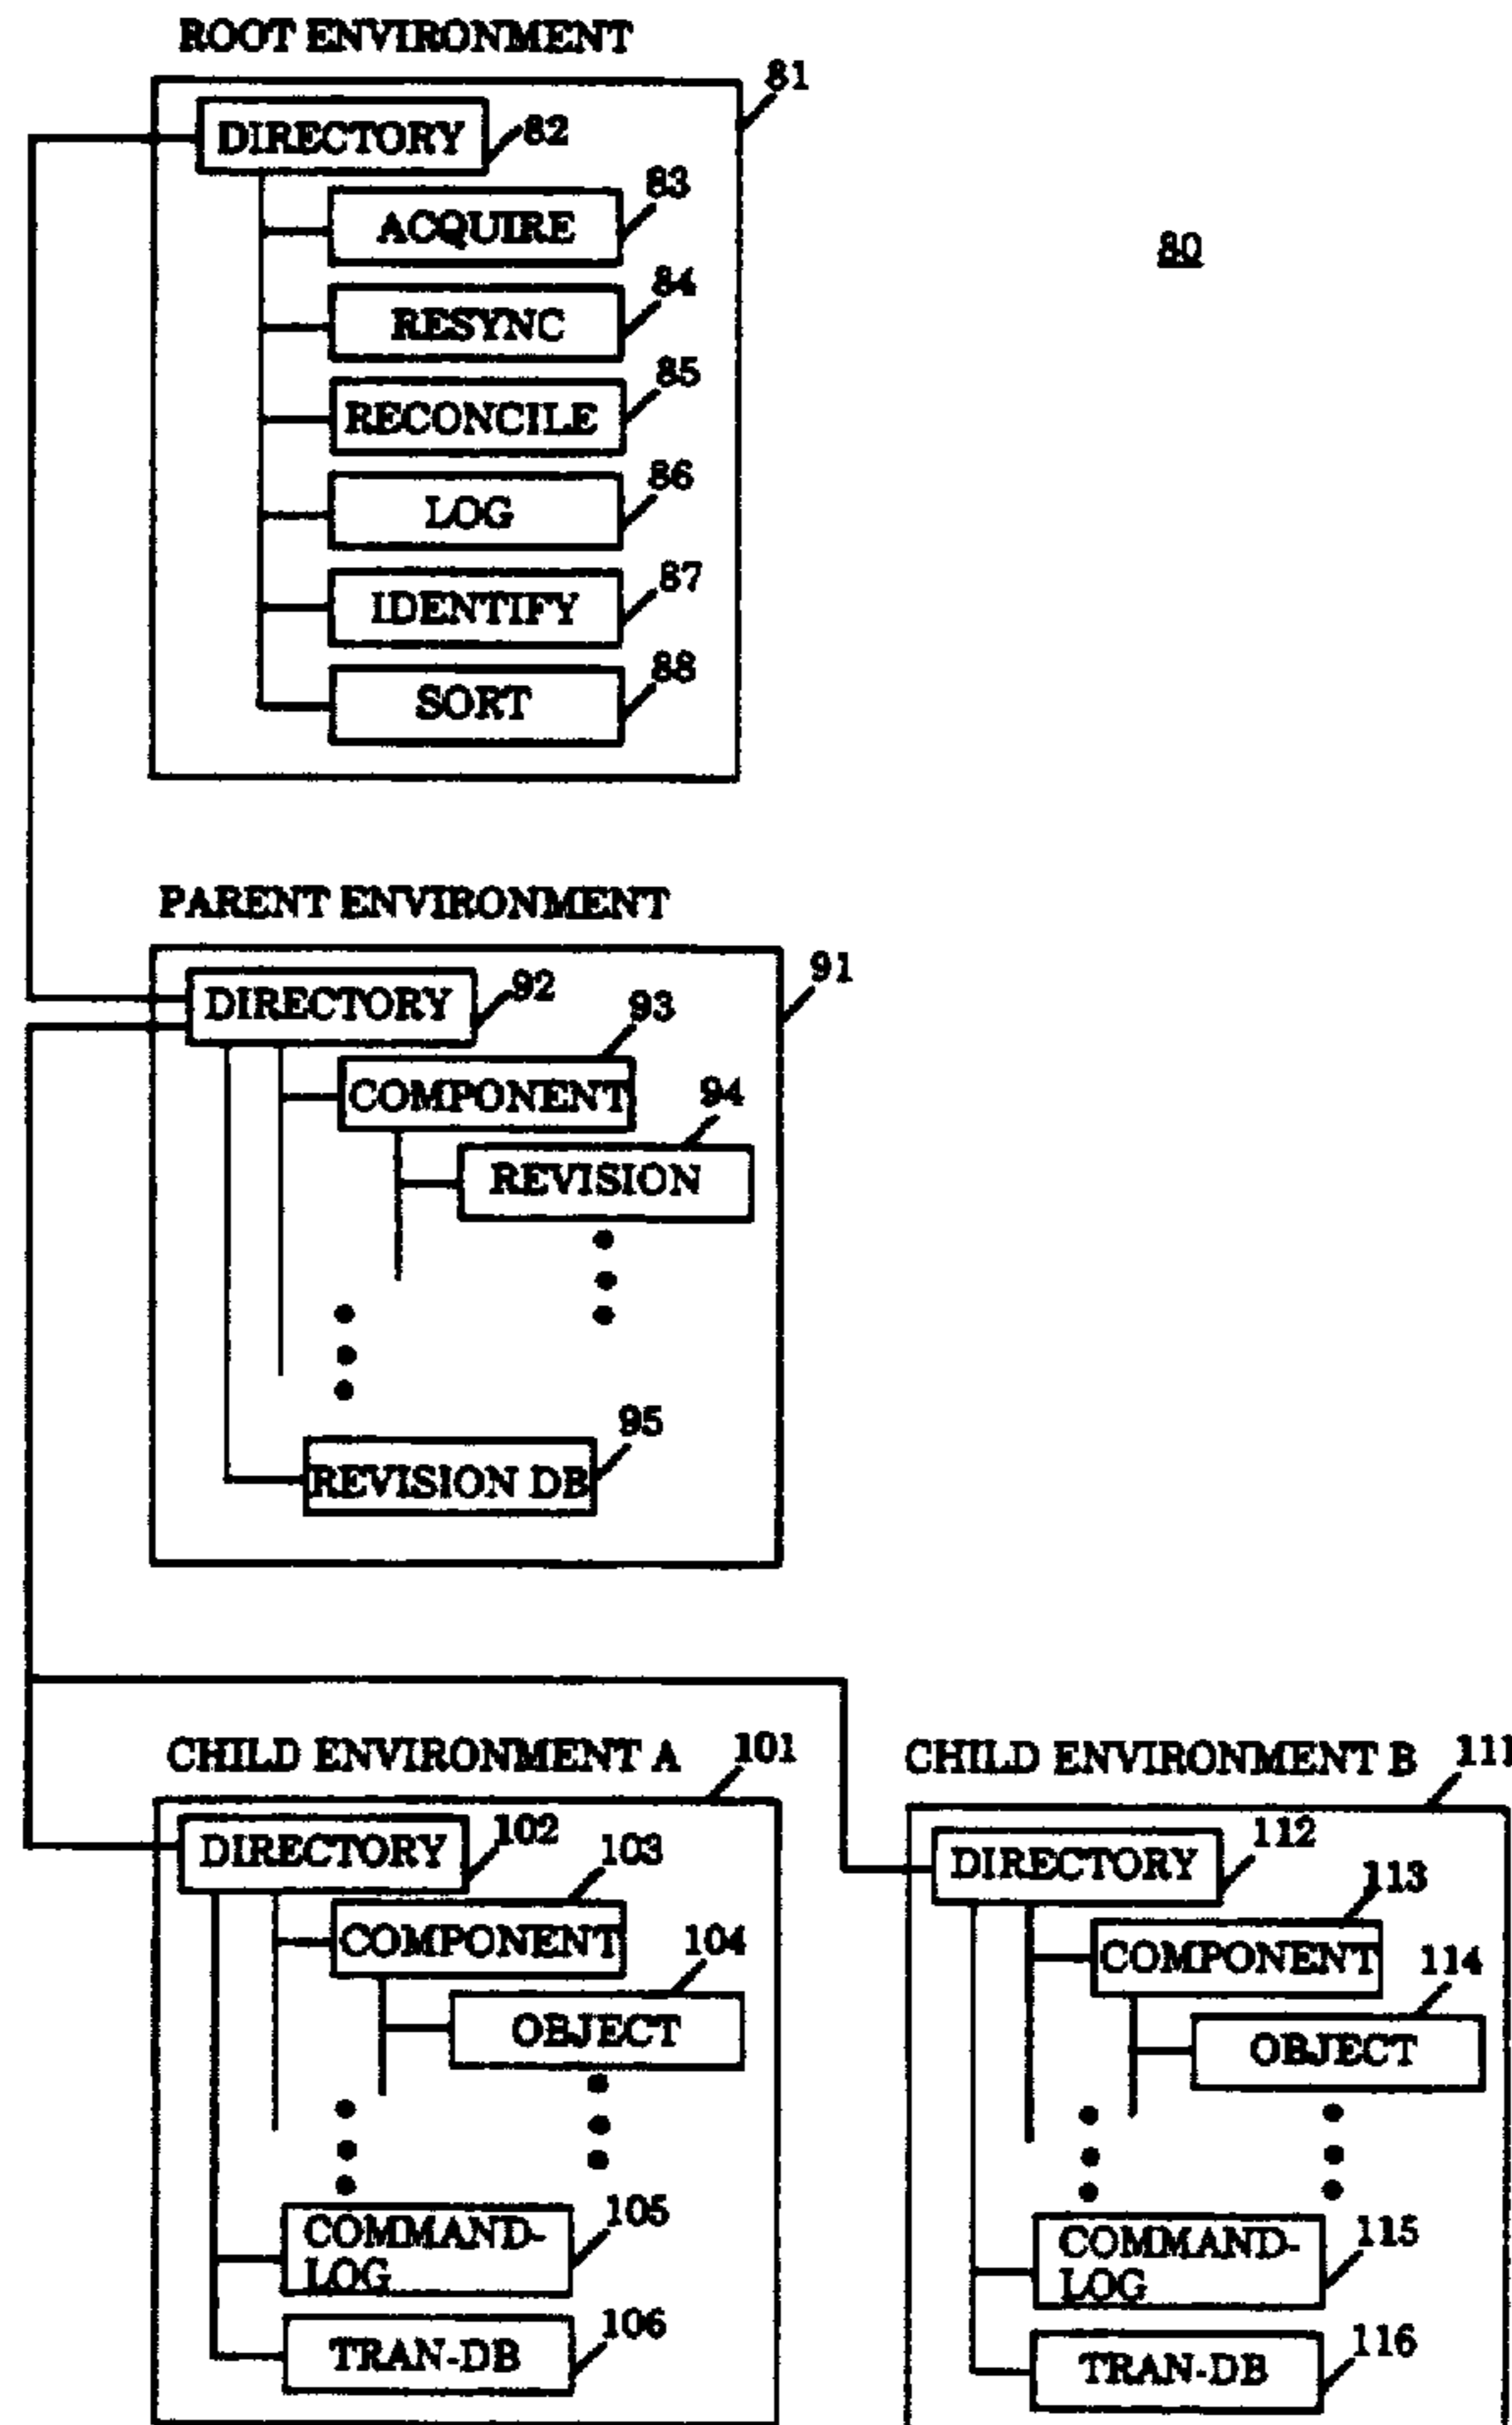 ROOT ENVIRONMENT
81
DIRECTORY
82
ACQUIRE
83
80
RESYNC
84
RECONCILE
85
LOG
86
IDENTIFY
87
SORT
88
PARENT ENVIRONMENT
91
DIRECTORY
92
COMPONENT
93
REVISION
94
REVISION DB
95
CHILD ENVIRONMENT A
101
DIRECTORY
102
COMPONENT
103
OBJECT
104
COMMAND-
LOG
105
TRAN-DB
106
CHILD ENVIRONMENT B
111
DIRECTORY
112
COMPONENT
113
OBJECT
114
COMMAND-
LOG
115
TRAN-DB
116